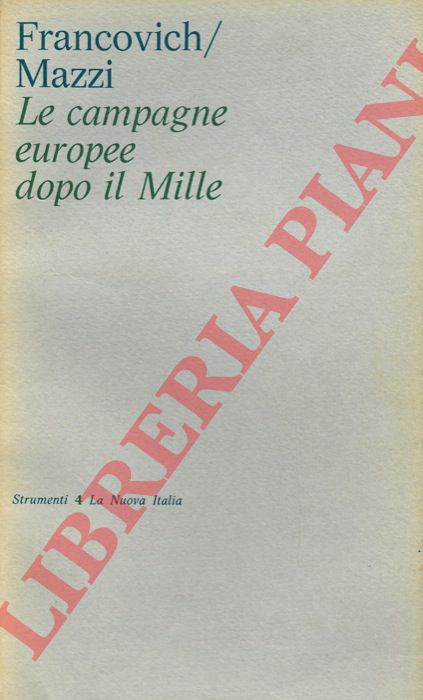 Francovich/
Mazzi
Le campagne
europee
dopo il Mille
Strumenti 4 La Nuova Italia
LIBRERIA PIANI